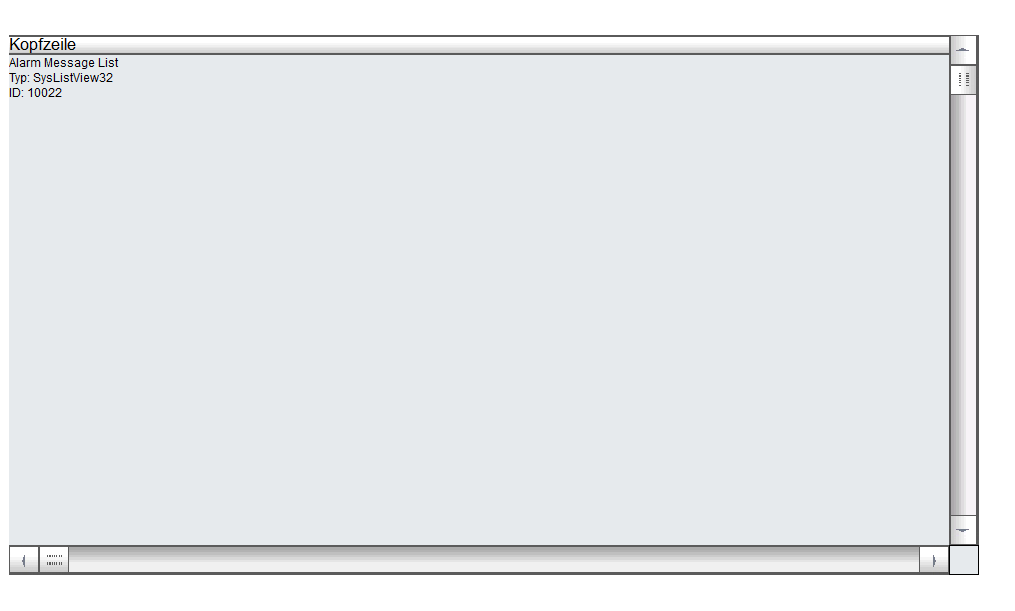 Kopfzeile
Alarm Message List
Typ: SysListView32
ID: 10022